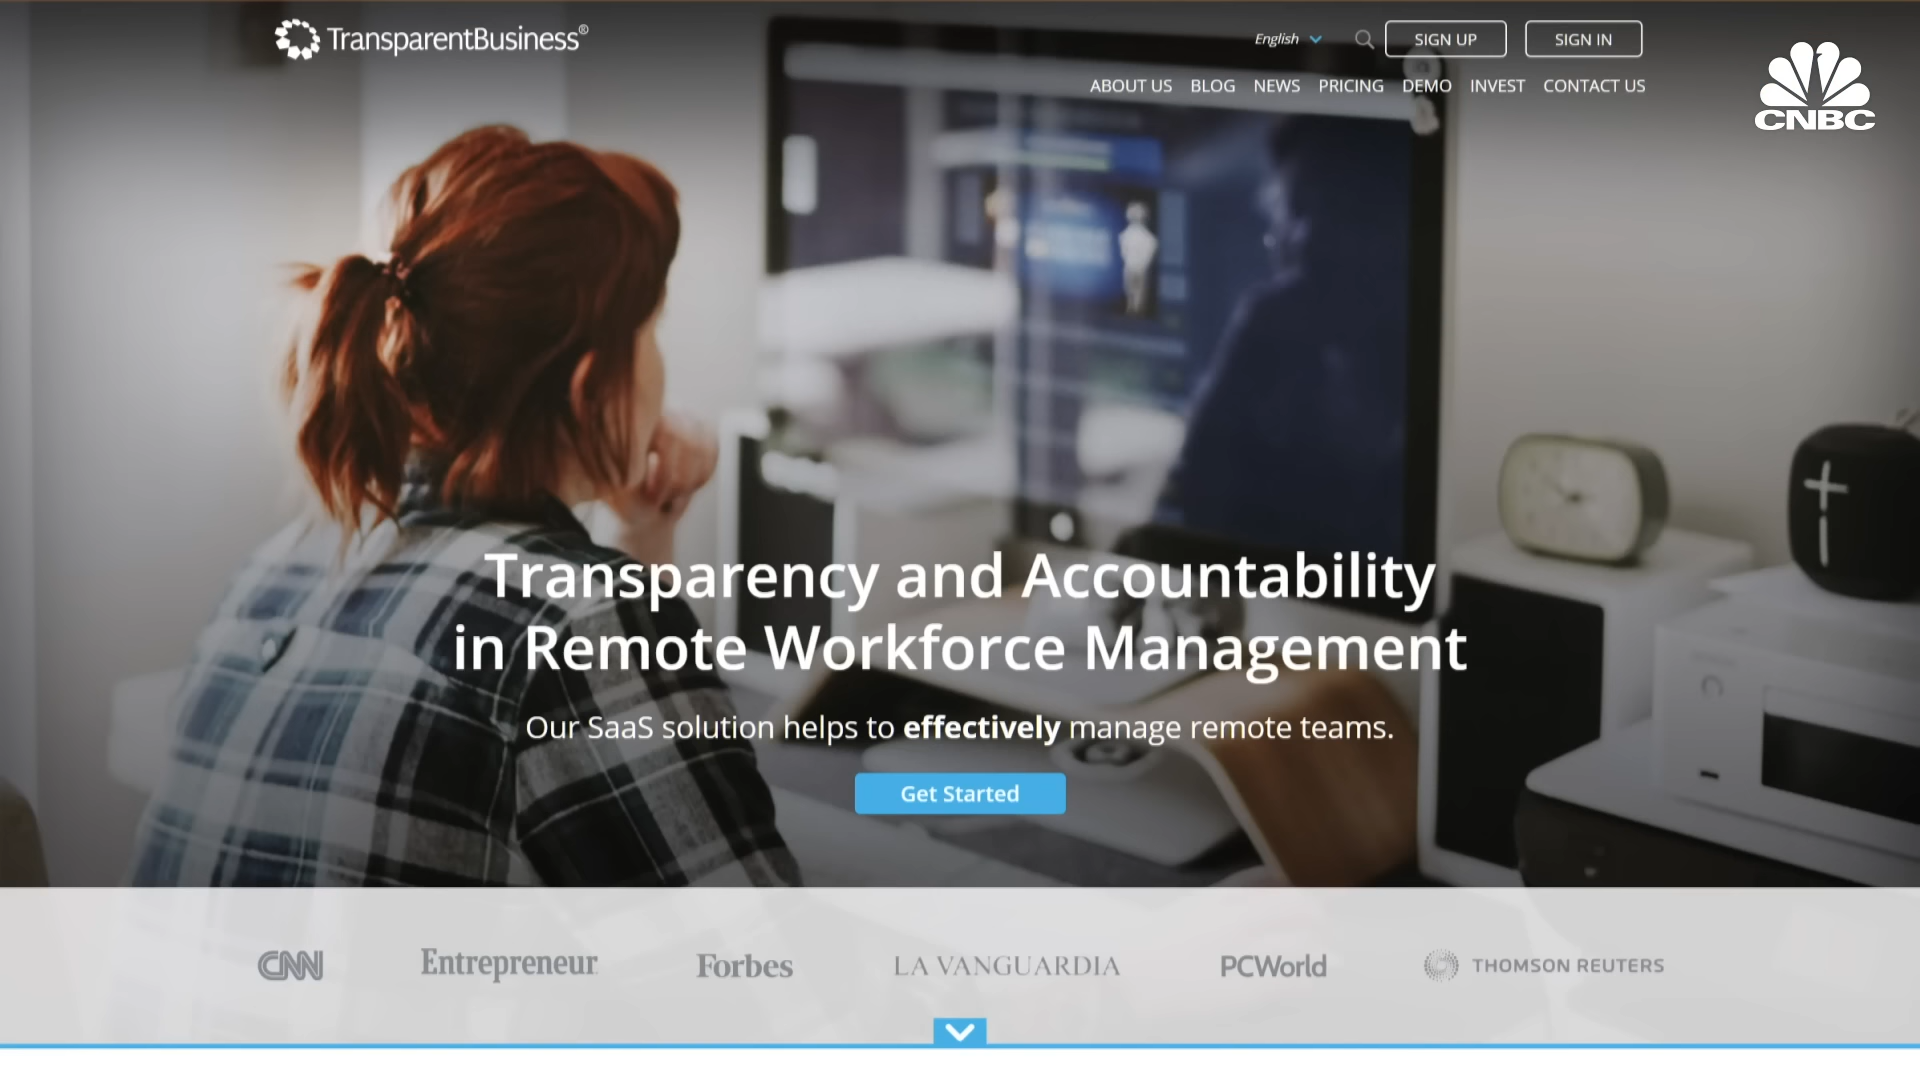 TransparentBusiness®
English
SIGN UP
SIGN IN
ABOUT US BLOG NEWS PRICING DEMO INVEST CONTACT US
CNBC
Transparency and Accountability
in Remote Workforce Management
Our SaaS solution helps to effectively manage remote teams.
Get Started
CNN
Entrepreneur
Forbes
LA VANGUARDIA
PCWorld
THOMSON REUTERS